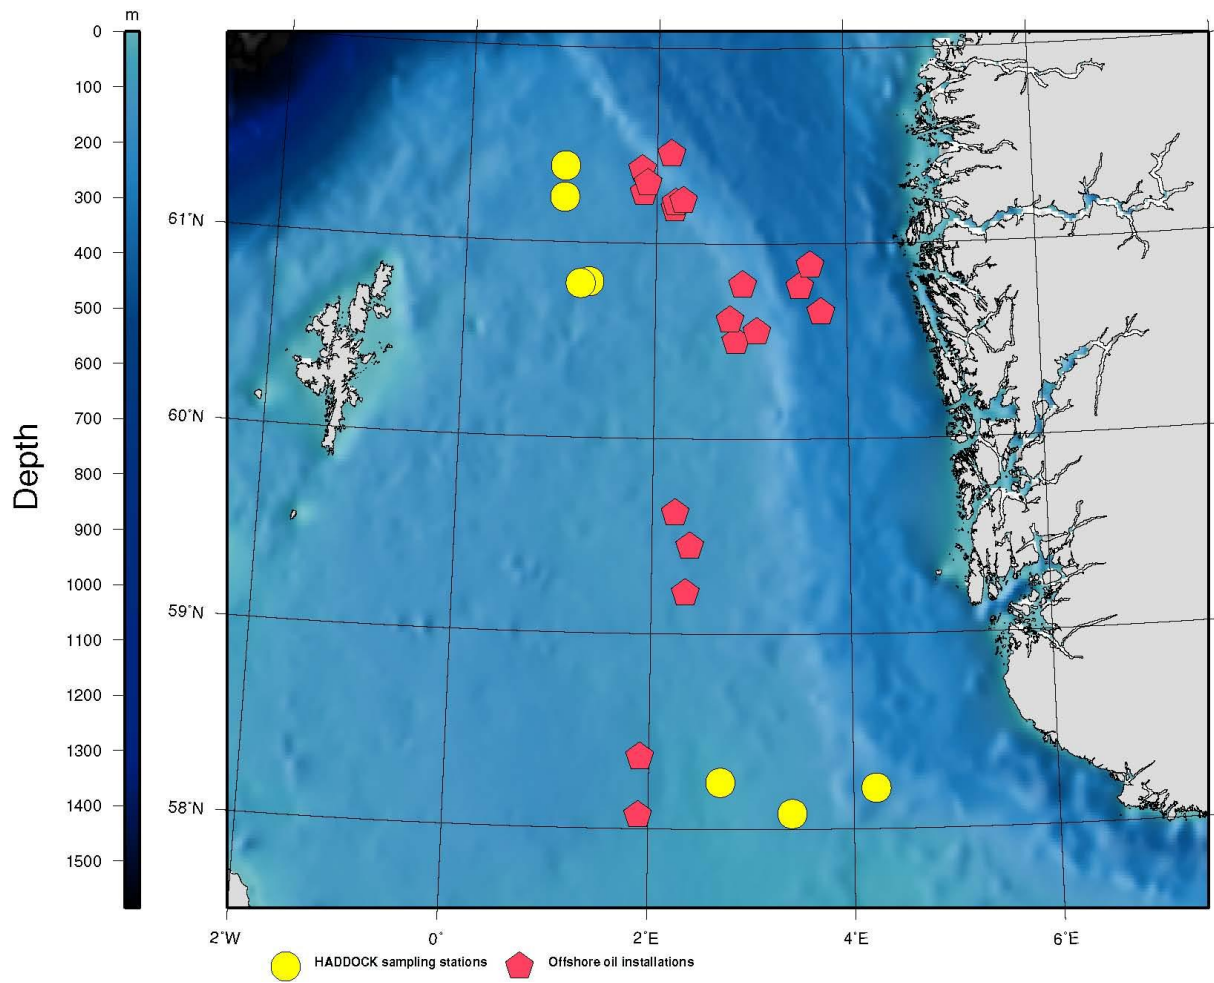 m
0
100
200
300
400
500
600
700
800
900
1000
1100
1200
1300
1400
1500
Depth
61°N
60°N
59°N
58°N
2°W 0° 2°E 4°E 6°E
HADDOCK sampling stations Offshore oil installations